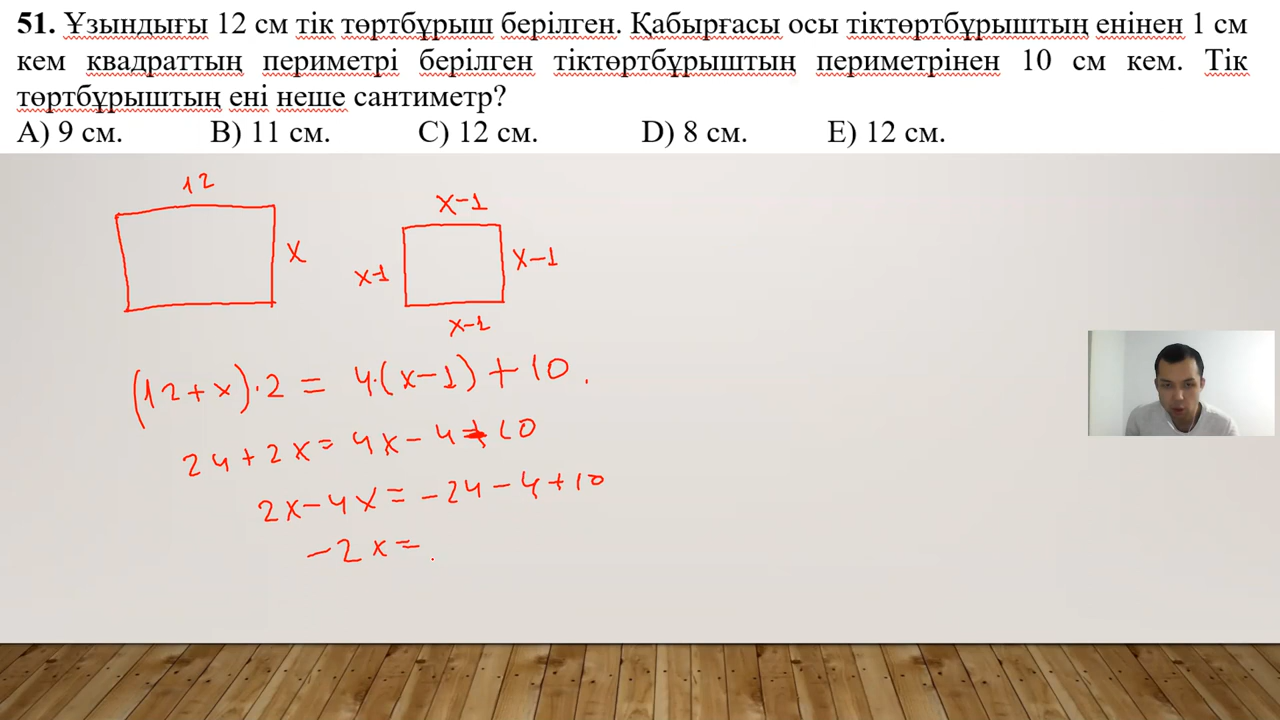 51. Ұзындығы 12 см тік төртбұрыш берілген. Қабырғасы осы тіктөртбұрыштың енінен 1 см
кем квадраттың периметрі берілген тіктөртбұрыштың периметрінен 10 см кем. Тік
төртбұрыштың ені неше сантиметр?
A) 9 см. B) 11 см. C) 12 см. D) 8 см. E) 12 см.
12
x
x-1
x-1
x-1
x-1
(12+x)·2 = 4·(x-1)+10.
24+2x=4x-4+10
2x-4x=-24-4+10
-2x=